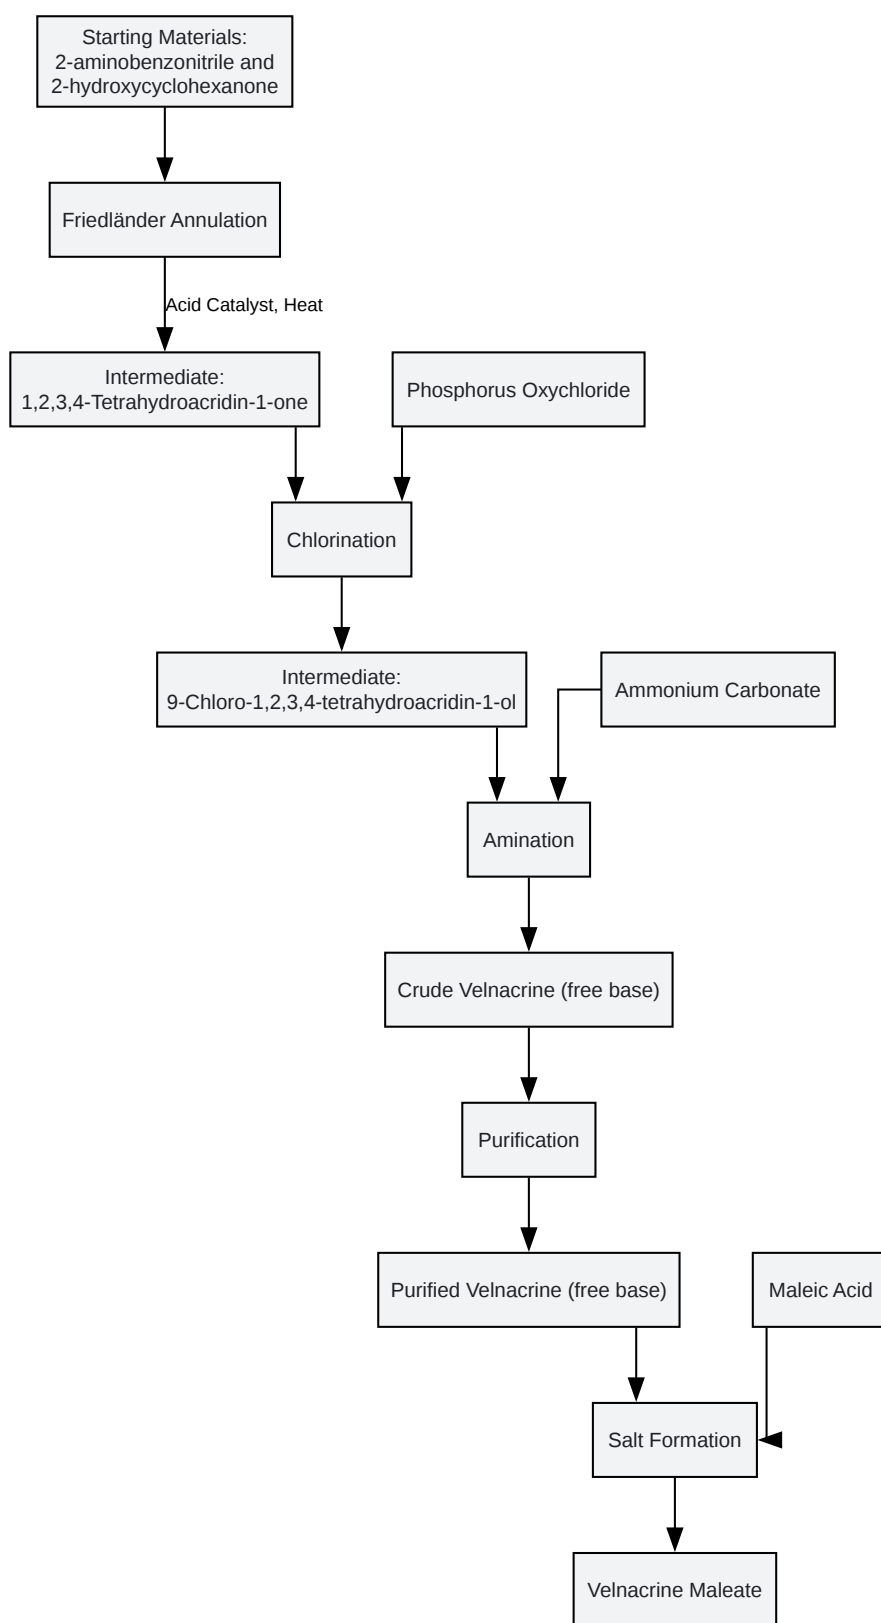 Starting Materials:
2-aminobenzonitrile and
2-hydroxycyclohexanone
Friedländer Annulation
Acid Catalyst, Heat
Intermediate:
1,2,3,4-Tetrahydroacridin-1-one
Phosphorus Oxychloride
Chlorination
Intermediate:
9-Chloro-1,2,3,4-tetrahydroacridin-1-ol
Ammonium Carbonate
Amination
Crude Velnacrine (free base)
Purification
Purified Velnacrine (free base)
Maleic Acid
Salt Formation
Velnacrine Maleate